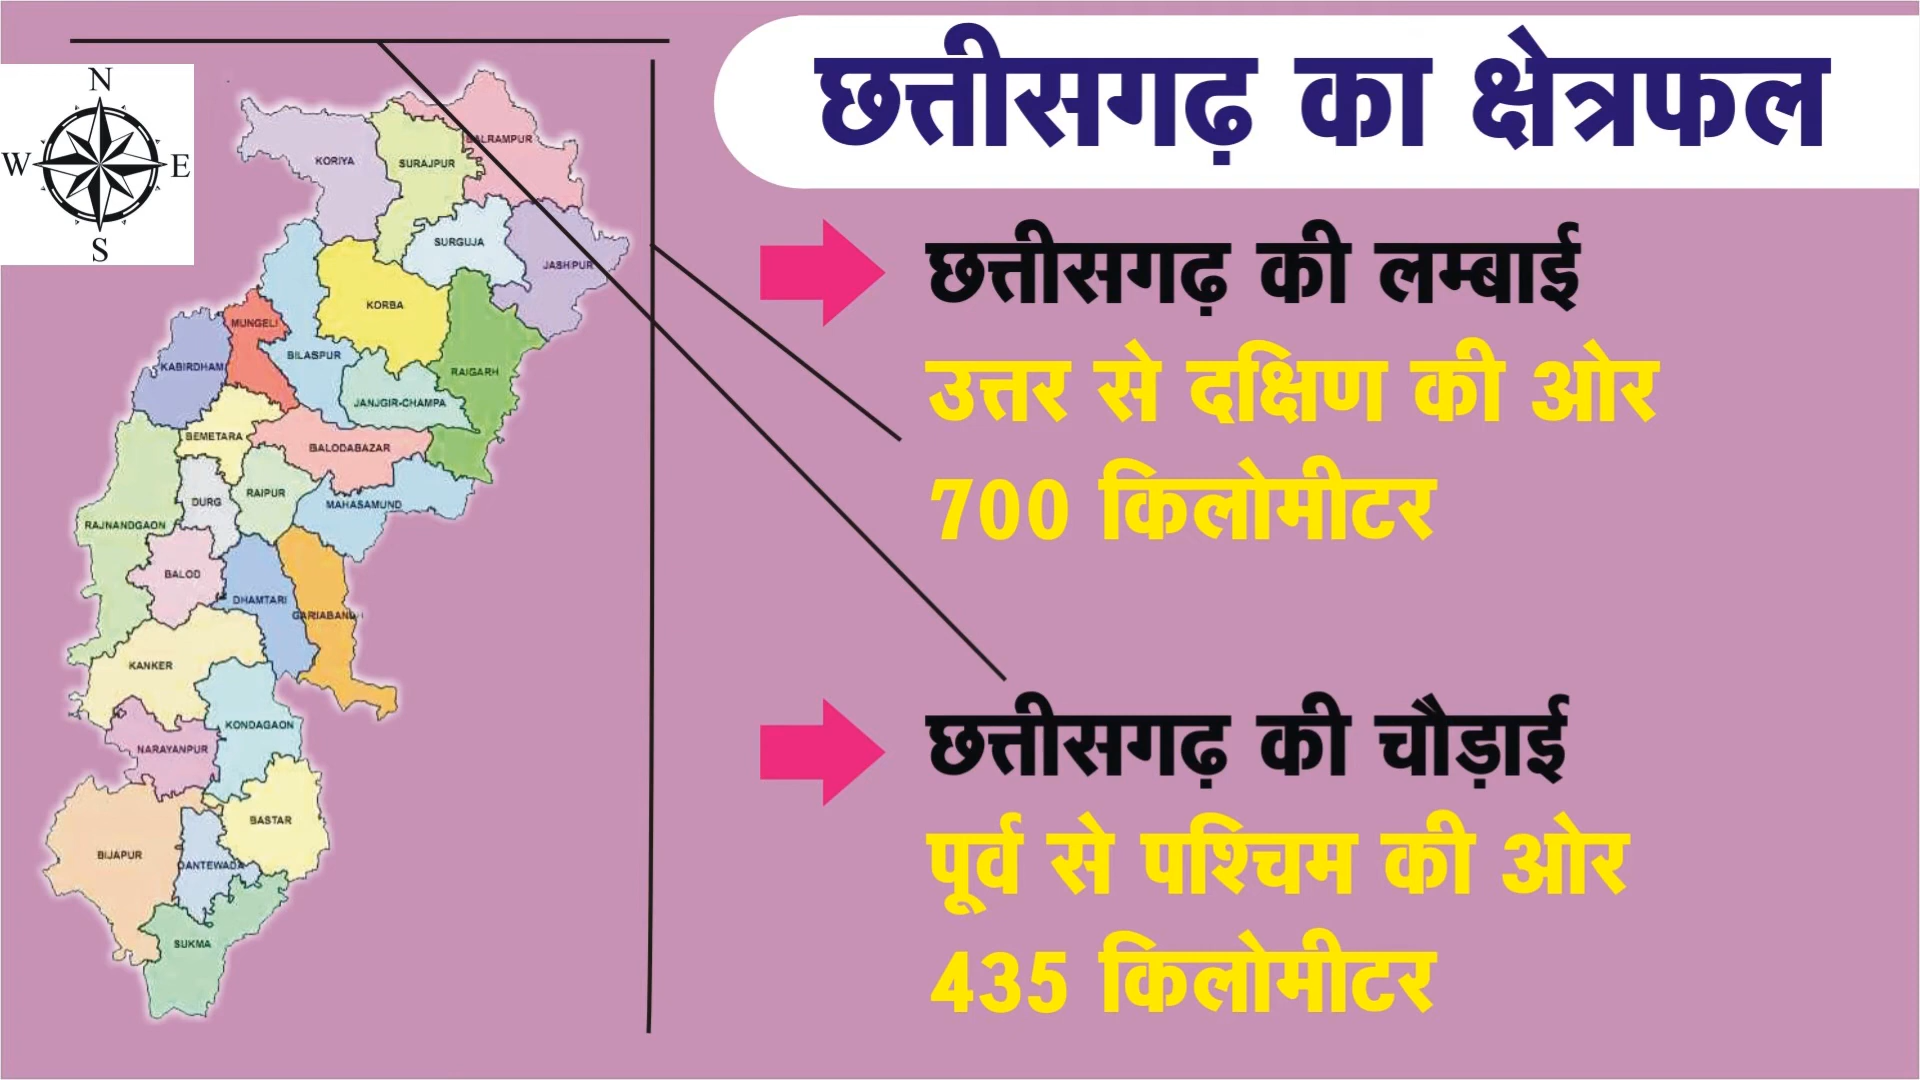 छत्तीसगढ़ का क्षेत्रफल
N
W E
S
KORIYA
SURAJPUR
BALRAMPUR
SURGUJA
JASHPUR
KORBA
MUNGELI
BILASPUR
KABIRDHAM
RAIGARH
JANJGIR-CHAMPA
BEMETARA
BALODABAZAR
DURG
RAIPUR
MAHASAMUND
RAJNANDGAON
BALOD
DHAMTARI
GARIABAND
KANKER
KONDAGAON
NARAYANPUR
BASTAR
BIJAPUR
DANTEWADA
SUKMA
छत्तीसगढ़ की लम्बाई
उत्तर से दक्षिण की ओर
700 किलोमीटर
छत्तीसगढ़ की चौड़ाई
पूर्व से पश्चिम की ओर
435 किलोमीटर